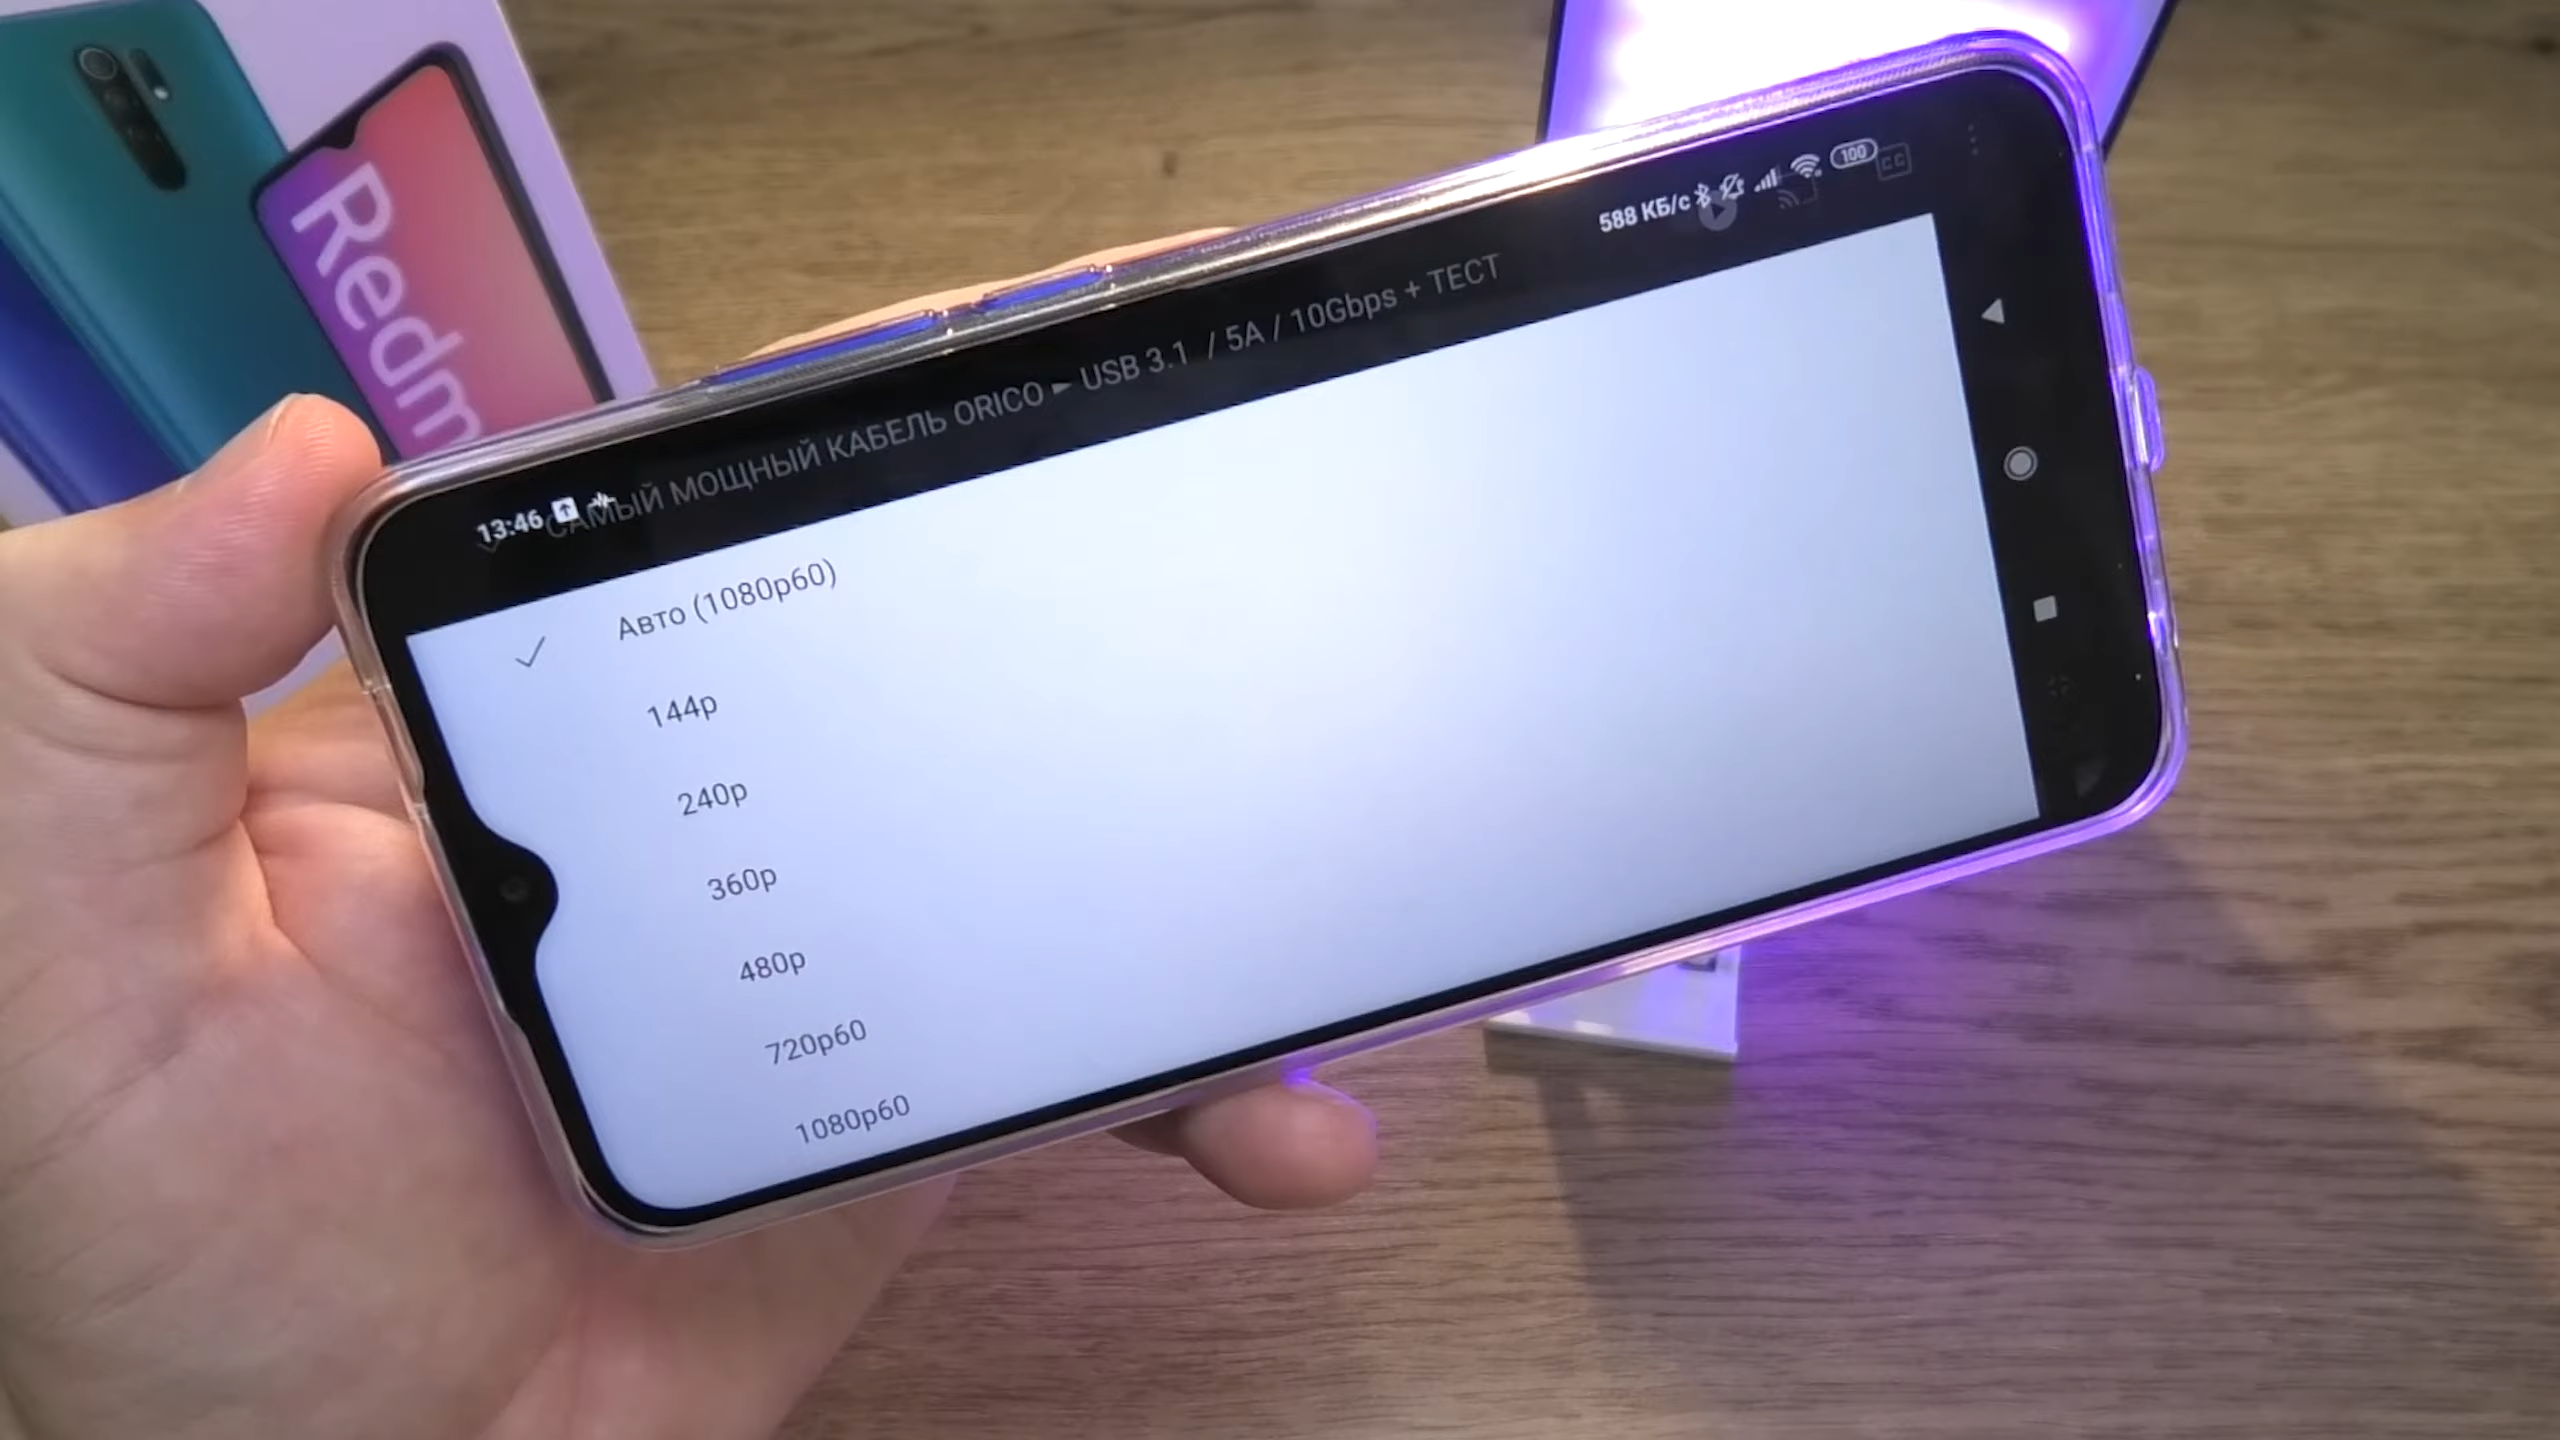 Redm
13:46
588 КБ/с
100
CC
САМЫЙ МОЩНЫЙ КАБЕЛЬ ORICO ► USB 3.1 / 5A / 10Gbps + ТЕСТ
Авто (1080p60)
144p
240p
360p
480p
720p60
1080p60